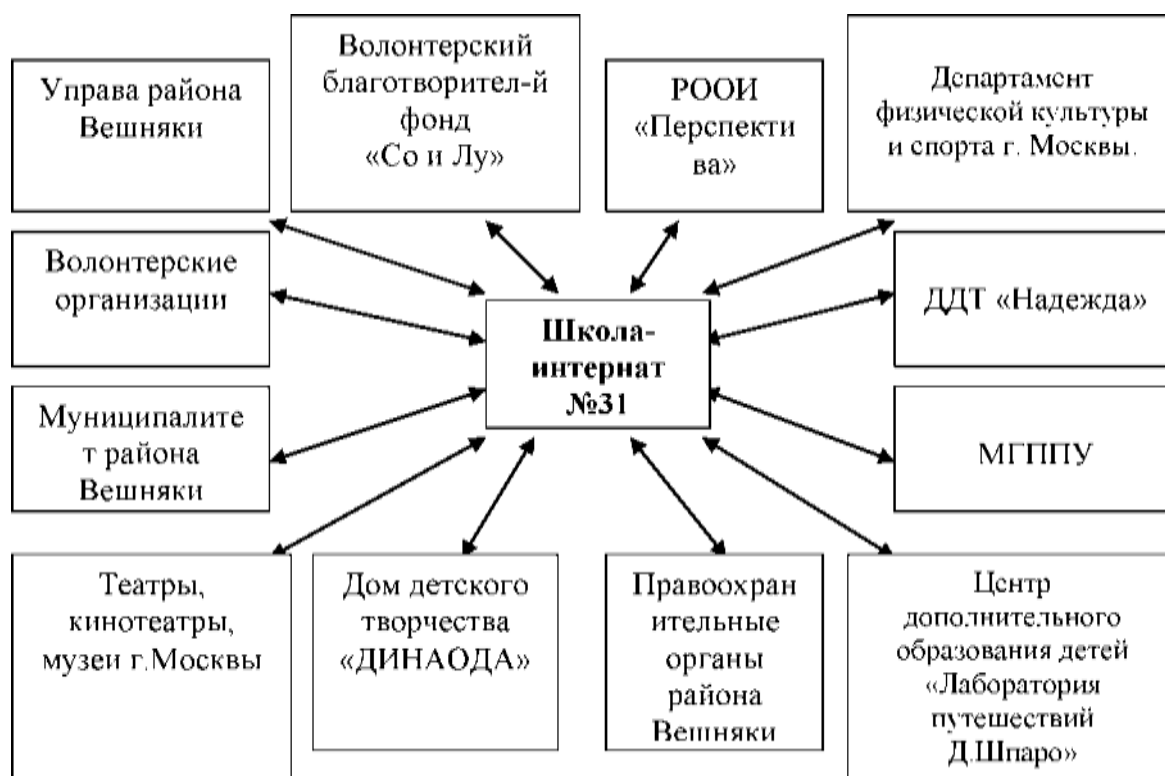 Управа района
Вешняки
Волонтерский
благотворител-й
фонд
«Со и Лу»
РООИ
«Перспекти
ва»
Департамент
физической культуры
и спорта г. Москвы.
Волонтерские
организации
Школа-
интернат
№31
ДДТ «Надежда»
Муниципалите
т района
Вешняки
МГППУ
Театры,
кинотеатры,
музеи г.Москвы
Дом детского
творчества
«ДИНАОДА»
Правоохран
ительные
органы
района
Вешняки
Центр
дополнительного
образования детей
«Лаборатория
путешествий
Д.Шпаро»